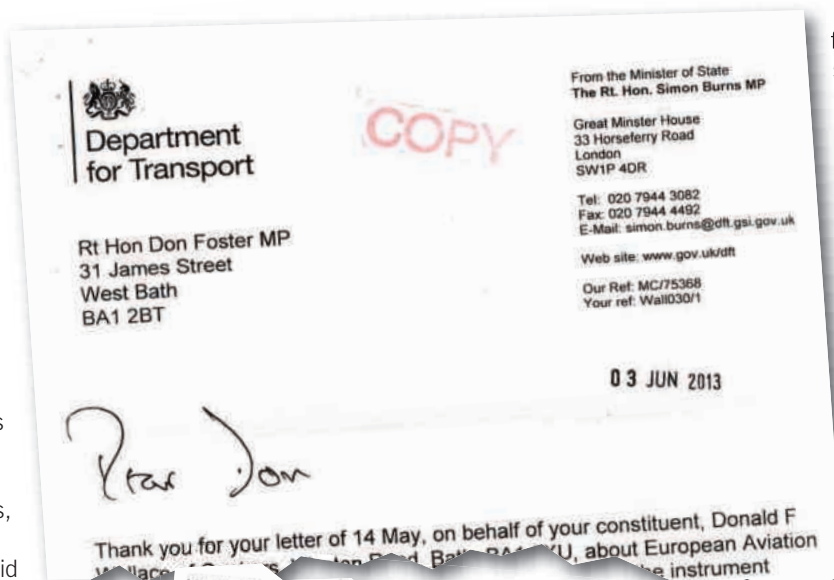 Department
for Transport
COPY
From the Minister of State
The Rt. Hon. Simon Burns MP
Great Minster House
33 Horseferry Road
London
SW1P 4DR
Tel: 020 7944 3082
Fax: 020 7944 4492
E-Mail: simon.burns@dft.gsi.gov.uk
Web site: www.gov.uk/dft
Our Ref: MC/75368
Your ref: Wall030/1
Rt Hon Don Foster MP
31 James Street
West Bath
BA1 2BT
03 JUN 2013
Dear Don
Thank you for your letter of 14 May, on behalf of your constituent, Donald F
Wallace of about European Aviation
instrument